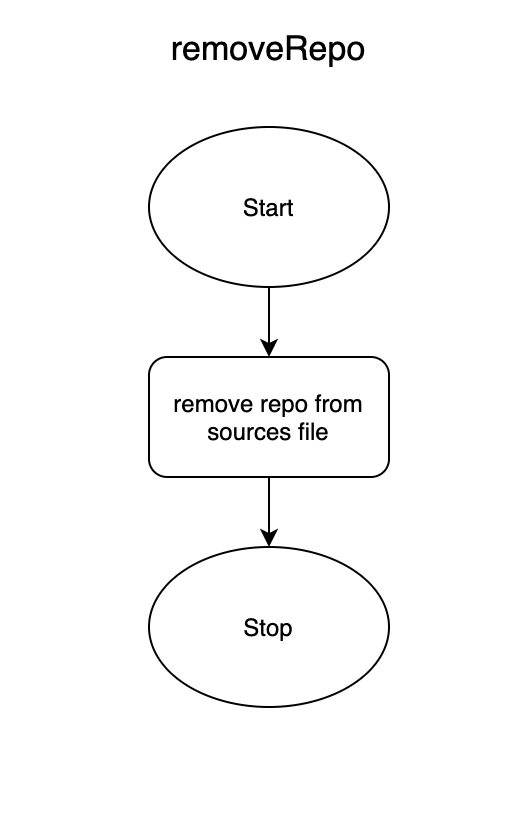 removeRepo
Start
remove repo from
sources file
Stop